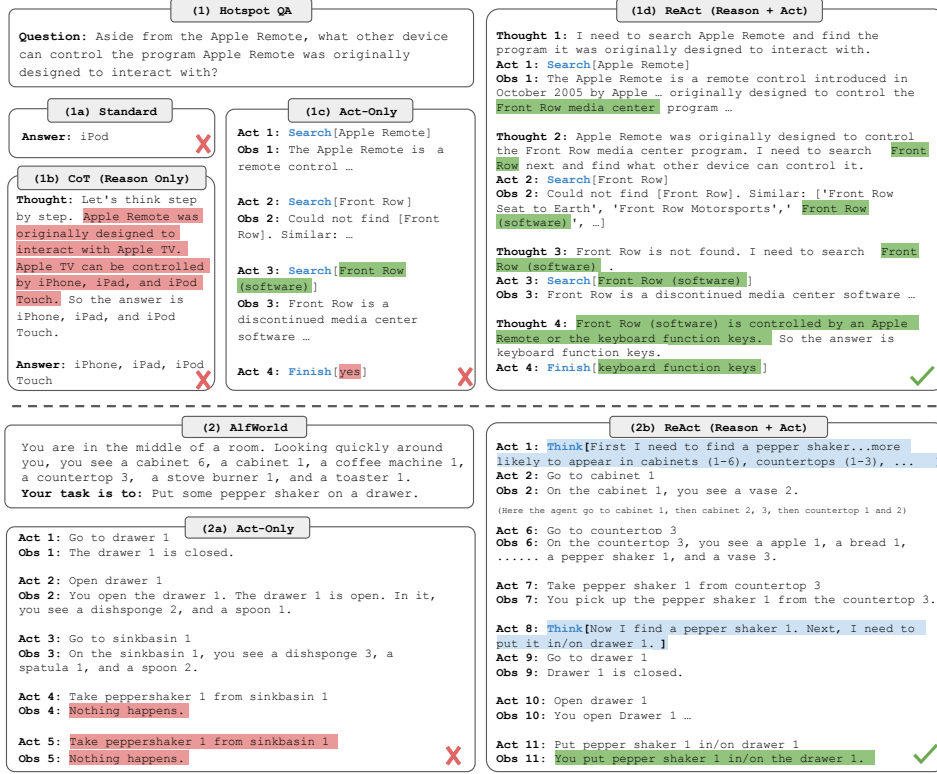 (1) Hotspot QA
Question: Aside from the Apple Remote, what other device
can control the program Apple Remote was originally
designed to interact with?
(1a) Standard
Answer: iPod
(1b) CoT (Reason Only)
Thought: Let's think step
by step. Apple Remote was
originally designed to
interact with Apple TV.
Apple TV can be controlled
by iPhone, iPad, and iPod
Touch. So the answer is
iPhone, iPad, and iPod
Touch.
Answer: iPhone, iPad, iPod
Touch
(1c) Act-Only
Act 1: Search[Apple Remote]
Obs 1: The Apple Remote is a
remote control …
Act 2: Search[Front Row]
Obs 2: Could not find [Front
Row]. Similar: …
Act 3: Search[Front Row
(software)]
Obs 3: Front Row is a
discontinued media center
software …
Act 4: Finish[yes]
(1d) ReAct (Reason + Act)
Thought 1: I need to search Apple Remote and find the
program it was originally designed to interact with.
Act 1: Search[Apple Remote]
Obs 1: The Apple Remote is a remote control introduced in
October 2005 by Apple … originally designed to control the
Front Row media center program …
Thought 2: Apple Remote was originally designed to control
the Front Row media center program. I need to search Front
Row next and find what other device can control it.
Act 2: Search[Front Row]
Obs 2: Could not find [Front Row]. Similar: ['Front Row
Seat to Earth', 'Front Row Motorsports',' Front Row
(software)', …]
Thought 3: Front Row is not found. I need to search Front
Row (software) .
Act 3: Search[Front Row (software)]
Obs 3: Front Row is a discontinued media center software …
Thought 4: Front Row (software) is controlled by an Apple
Remote or the keyboard function keys. So the answer is
keyboard function keys.
Act 4: Finish[keyboard function keys]
(2) AlfWorld
You are in the middle of a room. Looking quickly around
you, you see a cabinet 6, a cabinet 1, a coffee machine 1,
a countertop 3, a stove burner 1, and a toaster 1.
Your task is to: Put some pepper shaker on a drawer.
(2a) Act-Only
Act 1: Go to drawer 1
Obs 1: The drawer 1 is closed.
Act 2: Open drawer 1
Obs 2: You open the drawer 1. The drawer 1 is open. In it,
you see a dishsponge 2, and a spoon 1.
Act 3: Go to sinkbasin 1
Obs 3: On the sinkbasin 1, you see a dishsponge 3, a
spatula 1, and a spoon 2.
Act 4: Take peppershaker 1 from sinkbasin 1
Obs 4: Nothing happens.
Act 5: Take peppershaker 1 from sinkbasin 1
Obs 5: Nothing happens.
(2b) ReAct (Reason + Act)
Act 1: Think[First I need to find a pepper shaker...more
likely to appear in cabinets (1-6), countertops (1-3), ...
Act 2: Go to cabinet 1
Obs 2: On the cabinet 1, you see a vase 2.
(Here the agent go to cabinet 1, then cabinet 2, 3, then countertop 1 and 2)
Act 6: Go to countertop 3
Obs 6: On the countertop 3, you see a apple 1, a bread 1,
...... a pepper shaker 1, and a vase 3.
Act 7: Take pepper shaker 1 from countertop 3
Obs 7: You pick up the pepper shaker 1 from the countertop 3.
Act 8: Think[Now I find a pepper shaker 1. Next, I need to
put it in/on drawer 1. ]
Act 9: Go to drawer 1
Obs 9: Drawer 1 is closed.
Act 10: Open drawer 1
Obs 10: You open Drawer 1 …
Act 11: Put pepper shaker 1 in/on drawer 1
Obs 11: You put pepper shaker 1 in/on the drawer 1.